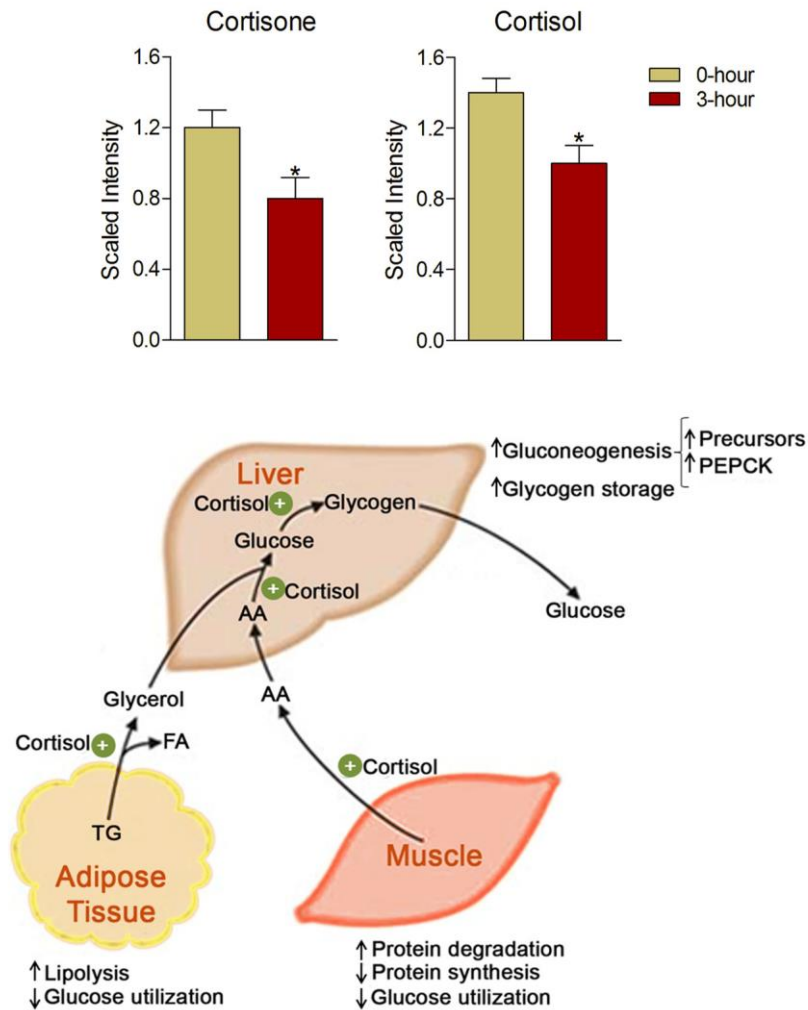 Cortisone
Cortisol
1.6
1.2
0.8
0.4
0.0
Scaled Intensity
*
1.6
1.2
0.8
0.4
0.0
Scaled Intensity
*
0-hour
3-hour
↑Gluconeogenesis
↑Precursors
↑PEPCK
↑Glycogen storage
Liver
Cortisol +
Glycogen
Glucose
+ Cortisol
AA
Glucose
Glycerol
AA
Cortisol +
FA
+ Cortisol
TG
Adipose
Tissue
Muscle
↑Lipolysis
↓Glucose utilization
↑Protein degradation
↓Protein synthesis
↓Glucose utilization